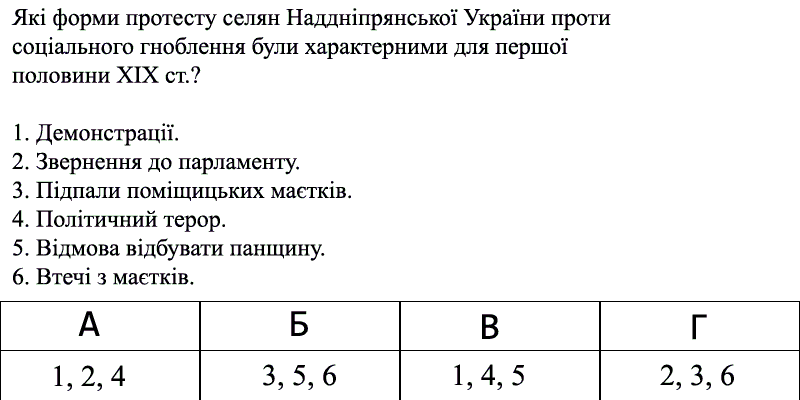 Які форми протесту селян Наддніпрянської України проти
соціального гноблення були характерними для першої
половини XIX ст.?
1. Демонстрації.
2. Звернення до парламенту.
3. Підпали поміщицьких маєтків.
4. Політичний терор.
5. Відмова відбувати панщину.
6. Втечі з маєтків.
А Б В Г
1, 2, 4 3, 5, 6 1, 4, 5 2, 3, 6